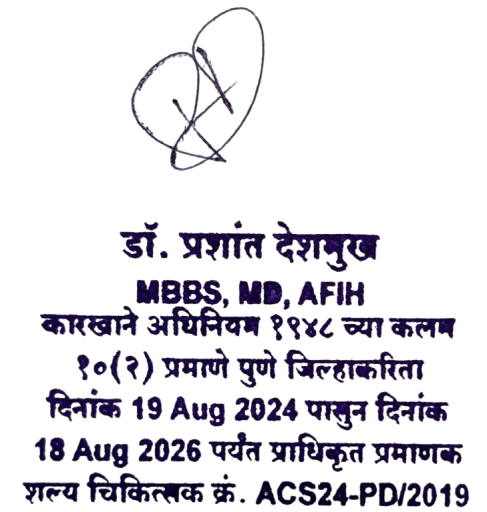 डॉ. प्रशांत देशमुख
MBBS, MD, AFIH
कारखाने अधिनियम १९४८ च्या कलम
१०(२) प्रमाणे पुणे जिल्हाकरिता
दिनांक 19 Aug 2024 पासुन दिनांक
18 Aug 2026 पर्यंत प्राधिकृत प्रमाणक
शल्य चिकित्सक क्रं. ACS24-PD/2019